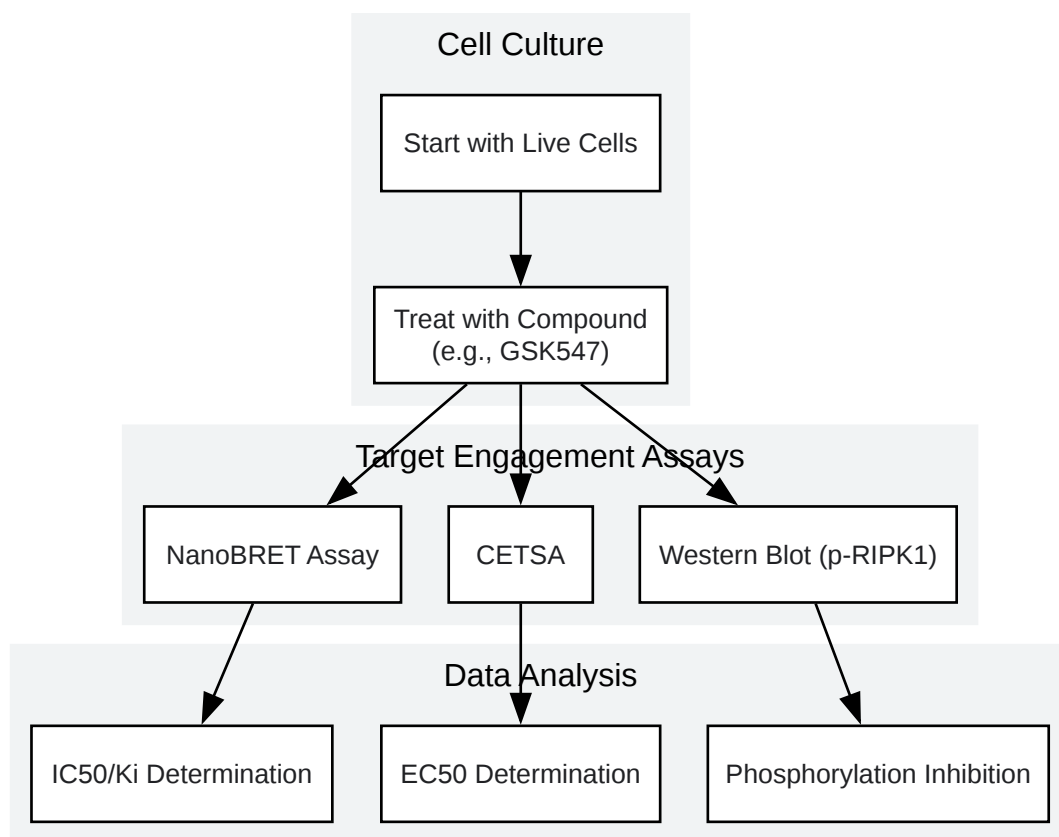 Cell Culture
Start with Live Cells
Treat with Compound
(e.g., GSK547)
Target Engagement Assays
NanoBRET Assay
CETSA
Western Blot (p-RIPK1)
Data Analysis
IC50/Ki Determination
EC50 Determination
Phosphorylation Inhibition